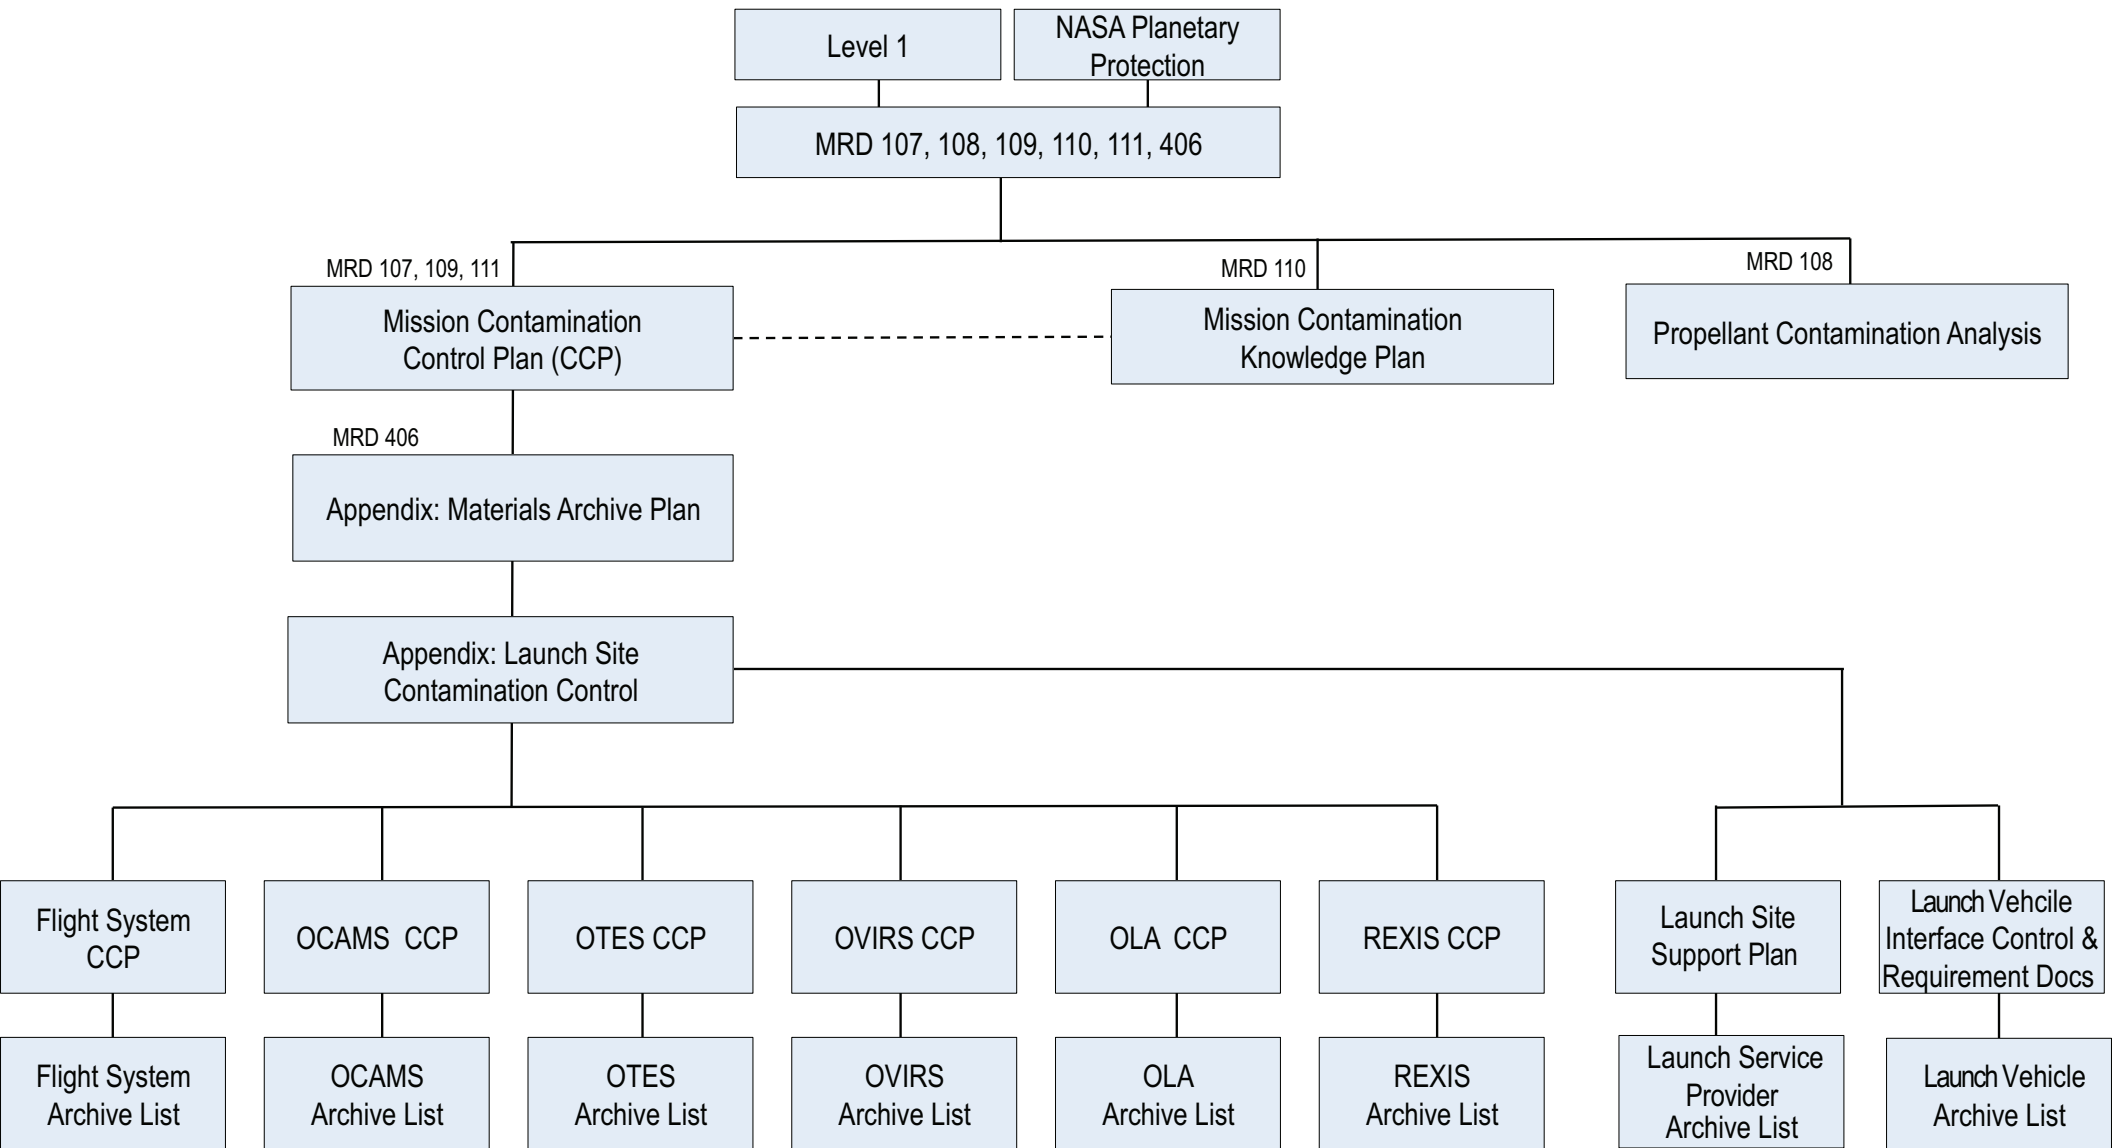 Level 1
NASA Planetary
Protection
MRD 107, 108, 109, 110, 111, 406
MRD 107, 109, 111
Mission Contamination
Control Plan (CCP)
MRD 110
Mission Contamination
Knowledge Plan
MRD 108
Propellant Contamination Analysis
MRD 406
Appendix: Materials Archive Plan
Appendix: Launch Site
Contamination Control
Flight System
CCP
OCAMS CCP
OTES CCP
OVIRS CCP
OLA CCP
REXIS CCP
Launch Site
Support Plan
Launch Vehcile
Interface Control &
Requirement Docs
Flight System
Archive List
OCAMS
Archive List
OTES
Archive List
OVIRS
Archive List
OLA
Archive List
REXIS
Archive List
Launch Service
Provider
Archive List
Launch Vehicle
Archive List